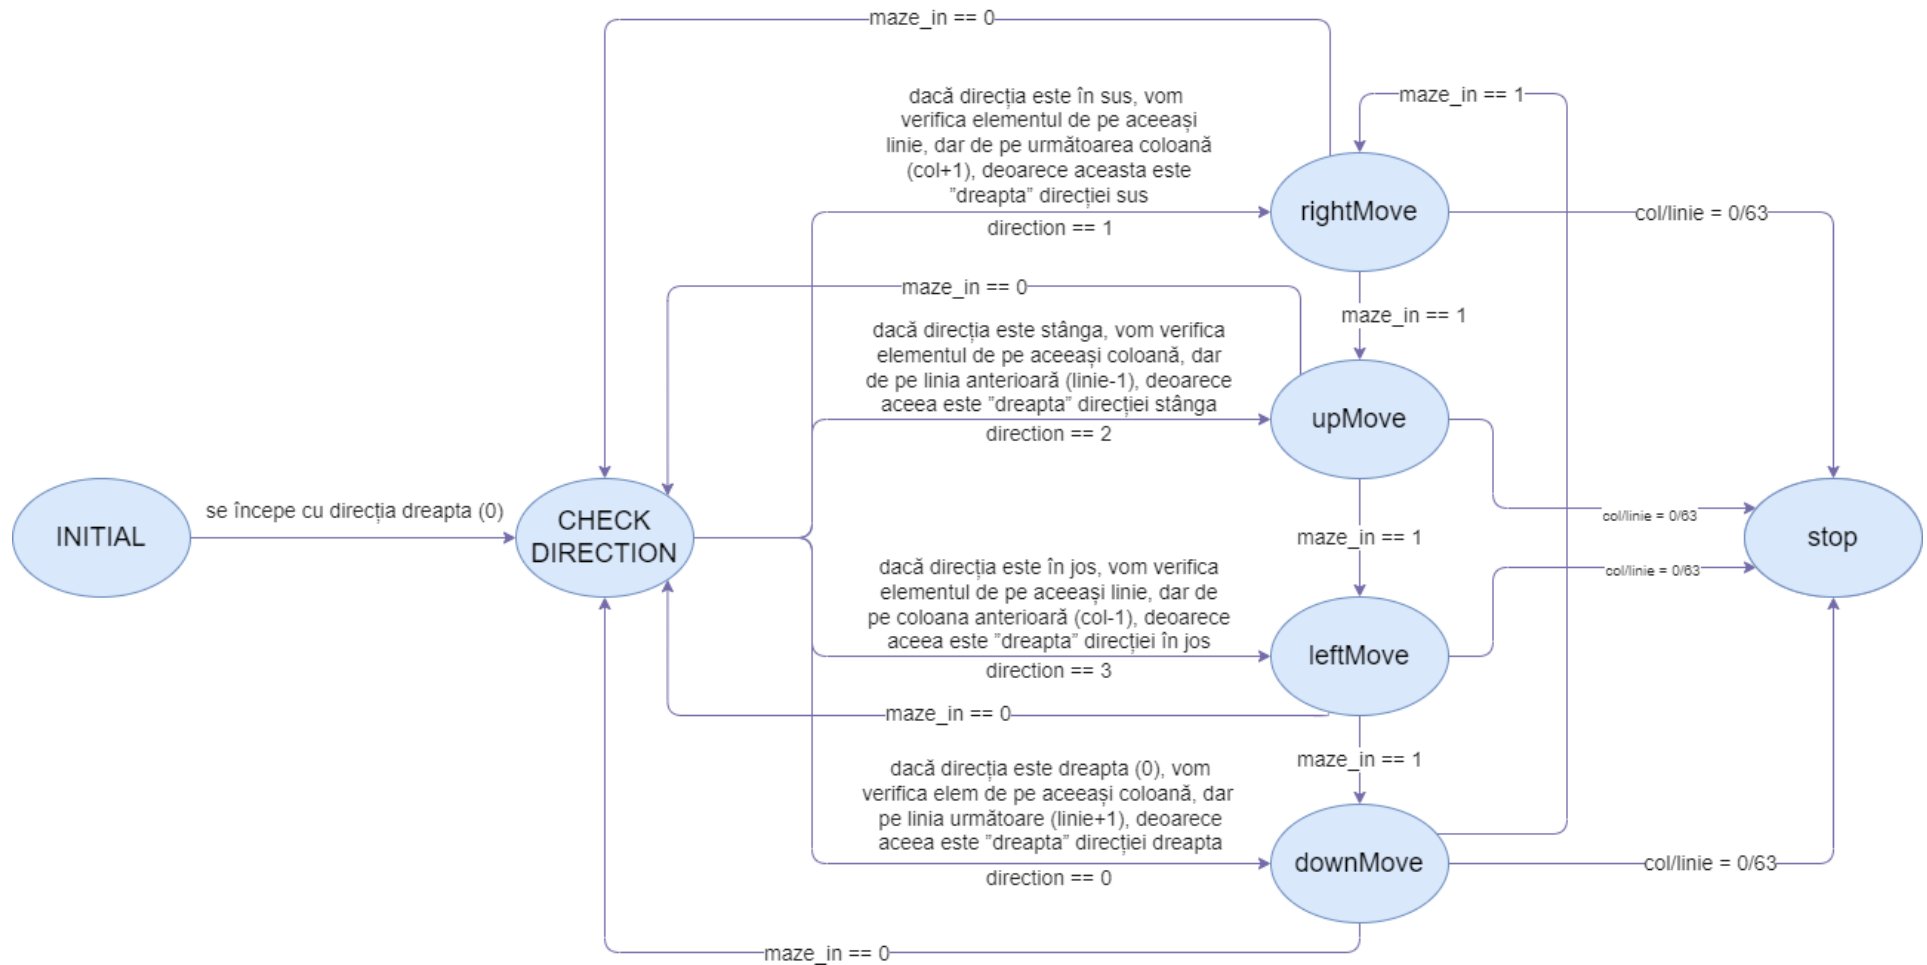 maze_in == 0
dacă direcția este în sus, vom
verifica elementul de pe aceeași
linie, dar de pe următoarea coloană
(col+1), deoarece aceasta este
"dreapta" direcției sus
direction == 1
maze_in == 1
rightMove
col/linie = 0/63
maze_in == 0
maze_in == 1
dacă direcția este stânga, vom verifica
elementul de pe aceeași coloană, dar
de pe linia anterioară (linie-1), deoarece
aceea este "dreapta" direcției stânga
direction == 2
upMove
INITIAL
se începe cu direcția dreapta (0)
CHECK
DIRECTION
col/linie = 0/63
maze_in == 1
stop
dacă direcția este în jos, vom verifica
elementul de pe aceeași linie, dar de
pe coloana anterioară (col-1), deoarece
aceea este "dreapta" direcției în jos
direction == 3
col/linie = 0/63
leftMove
maze_in == 0
maze_in == 1
dacă direcția este dreapta (0), vom
verifica elem de pe aceeași coloană, dar
pe linia următoare (linie+1), deoarece
aceea este "dreapta" direcției dreapta
direction == 0
downMove
col/linie = 0/63
maze_in == 0